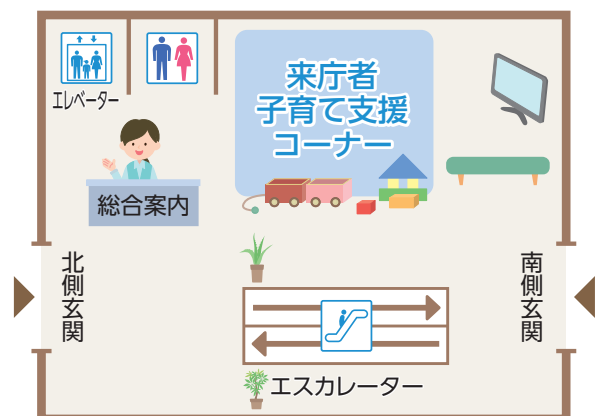 エレベーター
来庁者
子育て支援
コーナー
総合案内
北側玄関
南側玄関
エスカレーター